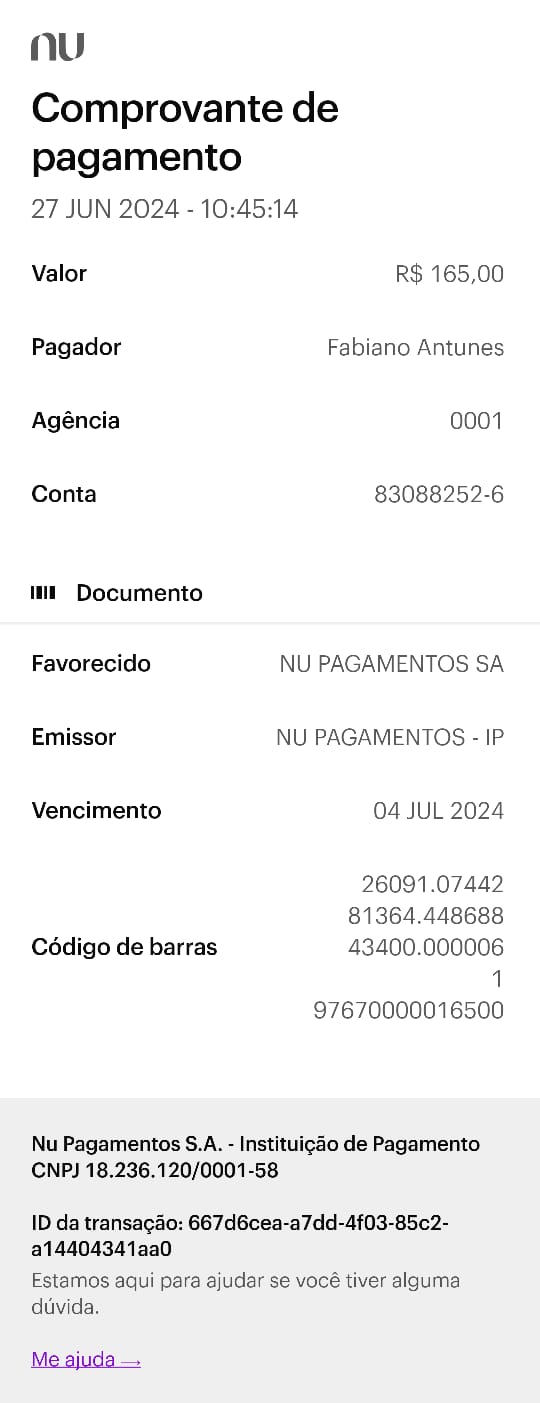 nu
Comprovante de
pagamento
27 JUN 2024 - 10:45:14
Valor R$ 165,00
Pagador Fabiano Antunes
Agência 0001
Conta 83088252-6
Documento
Favorecido NU PAGAMENTOS SA
Emissor NU PAGAMENTOS - IP
Vencimento 04 JUL 2024
26091.07442
81364.448688
Código de barras 43400.000006
1
97670000016500
Nu Pagamentos S.A. - Instituição de Pagamento
CNPJ 18.236.120/0001-58
ID da transação: 667d6cea-a7dd-4f03-85c2-
a14404341aa0
Estamos aqui para ajudar se você tiver alguma
dúvida.
Me ajuda →